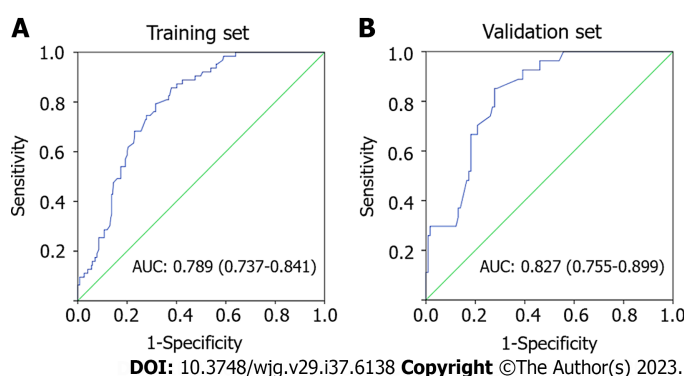 A
Training set
1.0
0.8
0.6
0.4
0.2
Sensitivity
AUC: 0.789 (0.737-0.841)
0.0 0.2 0.4 0.6 0.8 1.0
1-Specificity
B
Validation set
1.0
0.8
0.6
0.4
0.2
Sensitivity
AUC: 0.827 (0.755-0.899)
0.0 0.2 0.4 0.6 0.8 1.0
1-Specificity
DOI: 10.3748/wjg.v29.i37.6138 Copyright ©The Author(s) 2023.